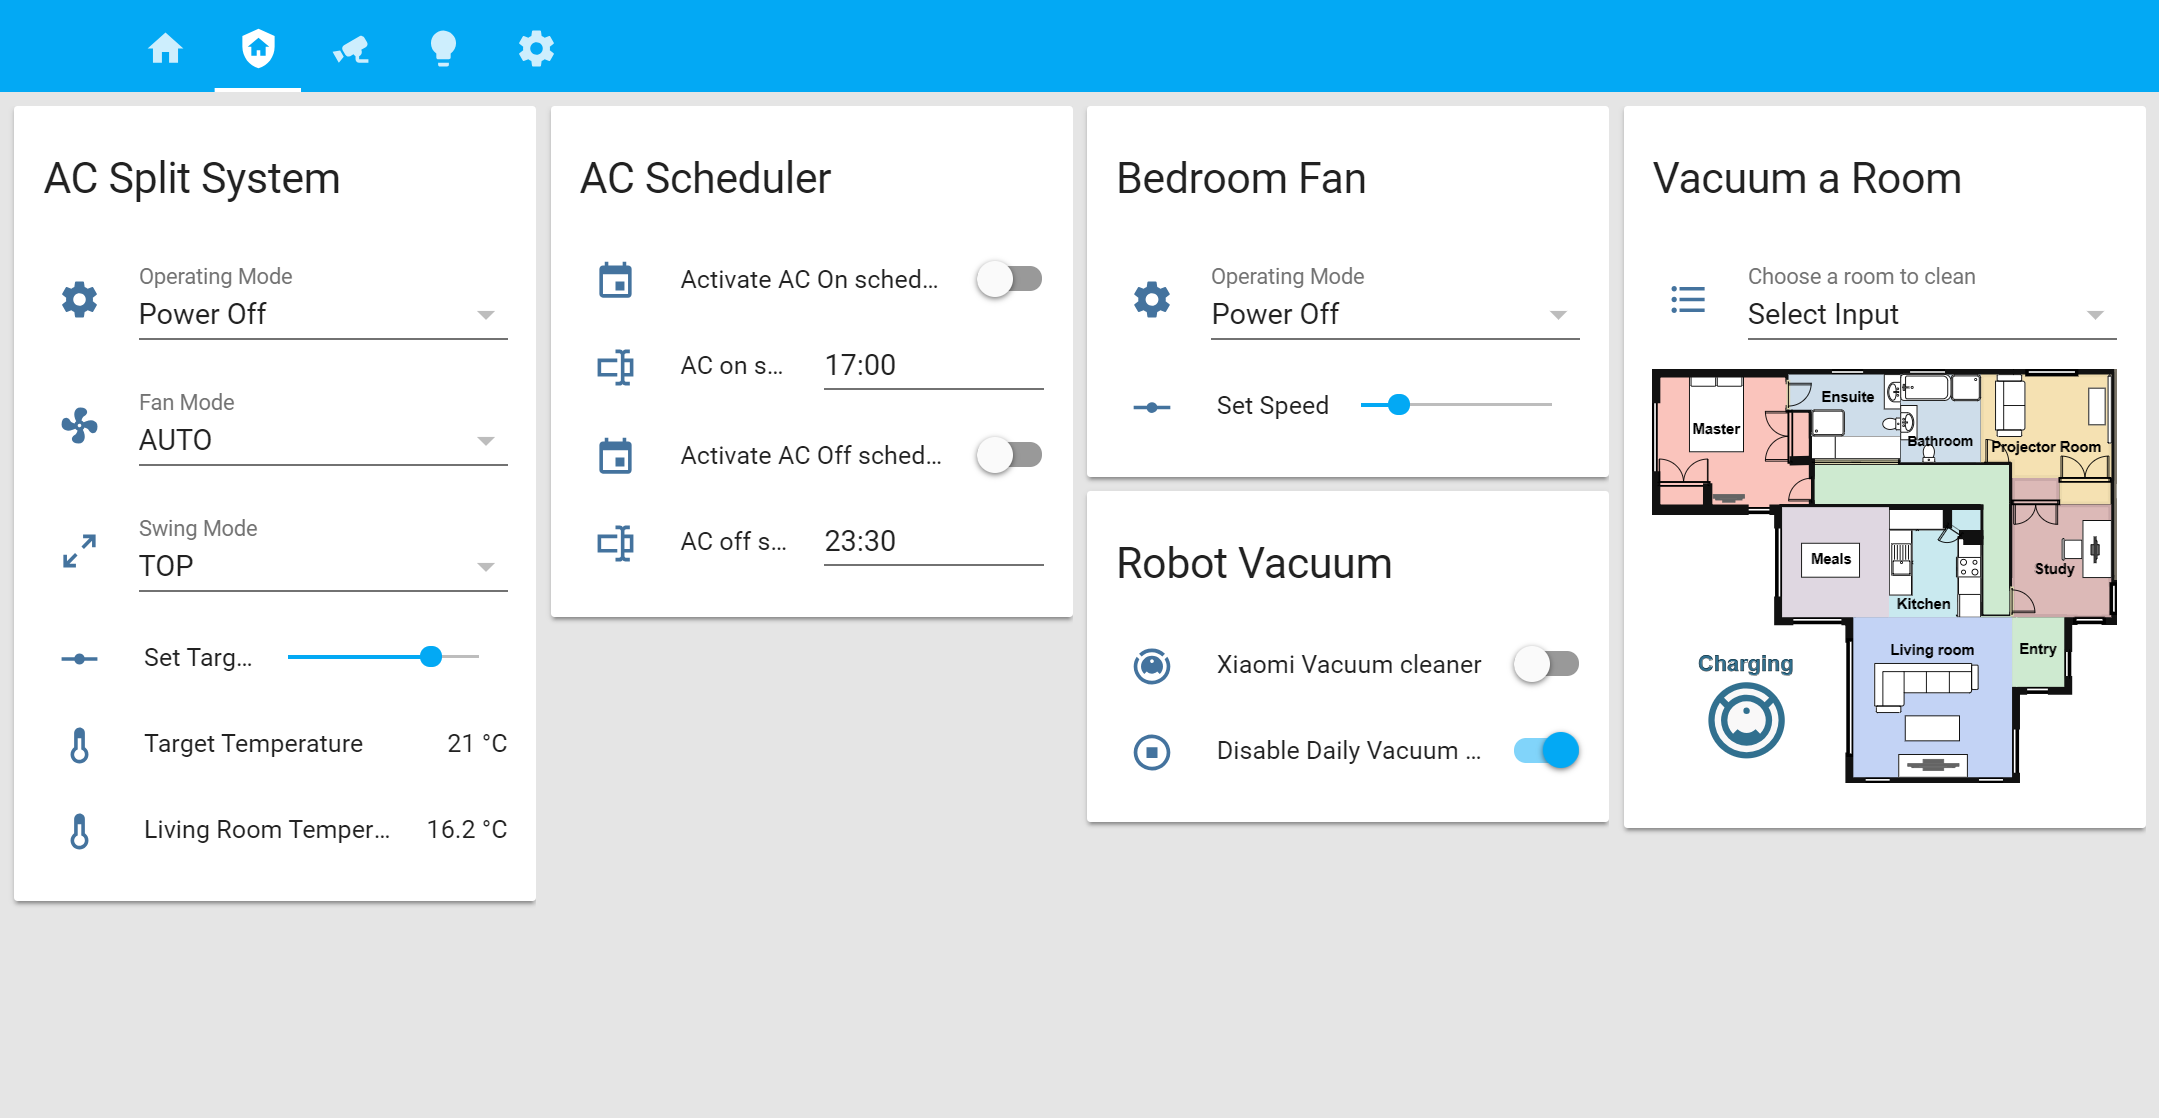 AC Split System
Operating Mode
Power Off
Fan Mode
AUTO
Swing Mode
TOP
Set Targ...
Target Temperature 21 °C
Living Room Temper... 16.2 °C
AC Scheduler
Activate AC On sched...
AC on s... 17:00
Activate AC Off sched...
AC off s... 23:30
Bedroom Fan
Operating Mode
Power Off
Set Speed
Robot Vacuum
Xiaomi Vacuum cleaner
Disable Daily Vacuum ...
Vacuum a Room
Choose a room to clean
Select Input
Ensuite
Master
Bathroom
Projector Room
Meals
Study
Kitchen
Living room
Entry
Charging